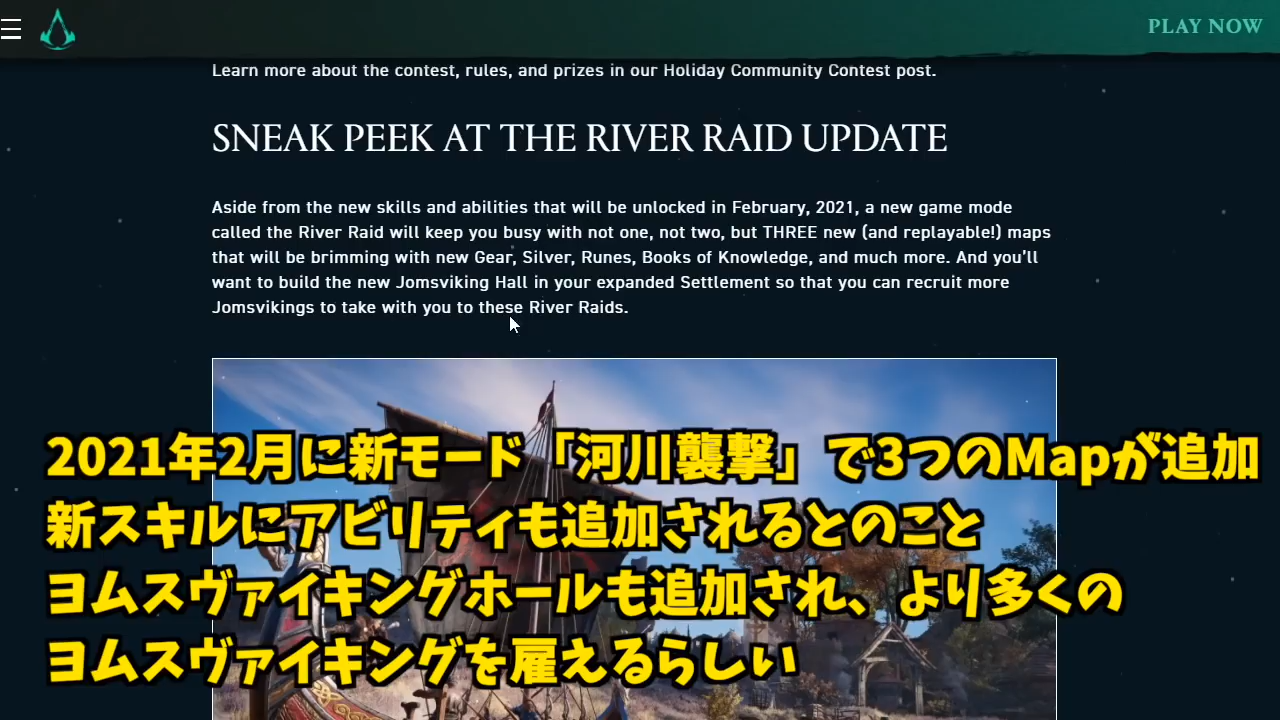 PLAY NOW
Learn more about the contest, rules, and prizes in our Holiday Community Contest post.
SNEAK PEEK AT THE RIVER RAID UPDATE
Aside from the new skills and abilities that will be unlocked in February, 2021, a new game mode
called the River Raid will keep you busy with not one, not two, but THREE new (and replayable!) maps
that will be brimming with new Gear, Silver, Runes, Books of Knowledge, and much more. And you'll
want to build the new Jomsviking Hall in your expanded Settlement so that you can recruit more
Jomsvikings to take with you to these River Raids.
2021年2月に新モード「河川襲撃」で3つのMapが追加
新スキルにアビリティも追加されるとのこと
ヨムスヴァイキングホールも追加され、より多くの
ヨムスヴァイキングを雇えるらしい